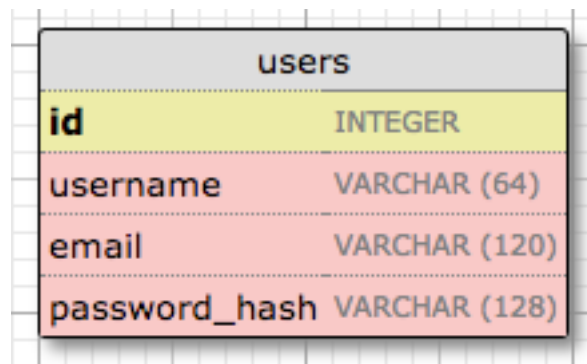 users
id INTEGER
username VARCHAR (64)
email VARCHAR (120)
password_hash VARCHAR (128)